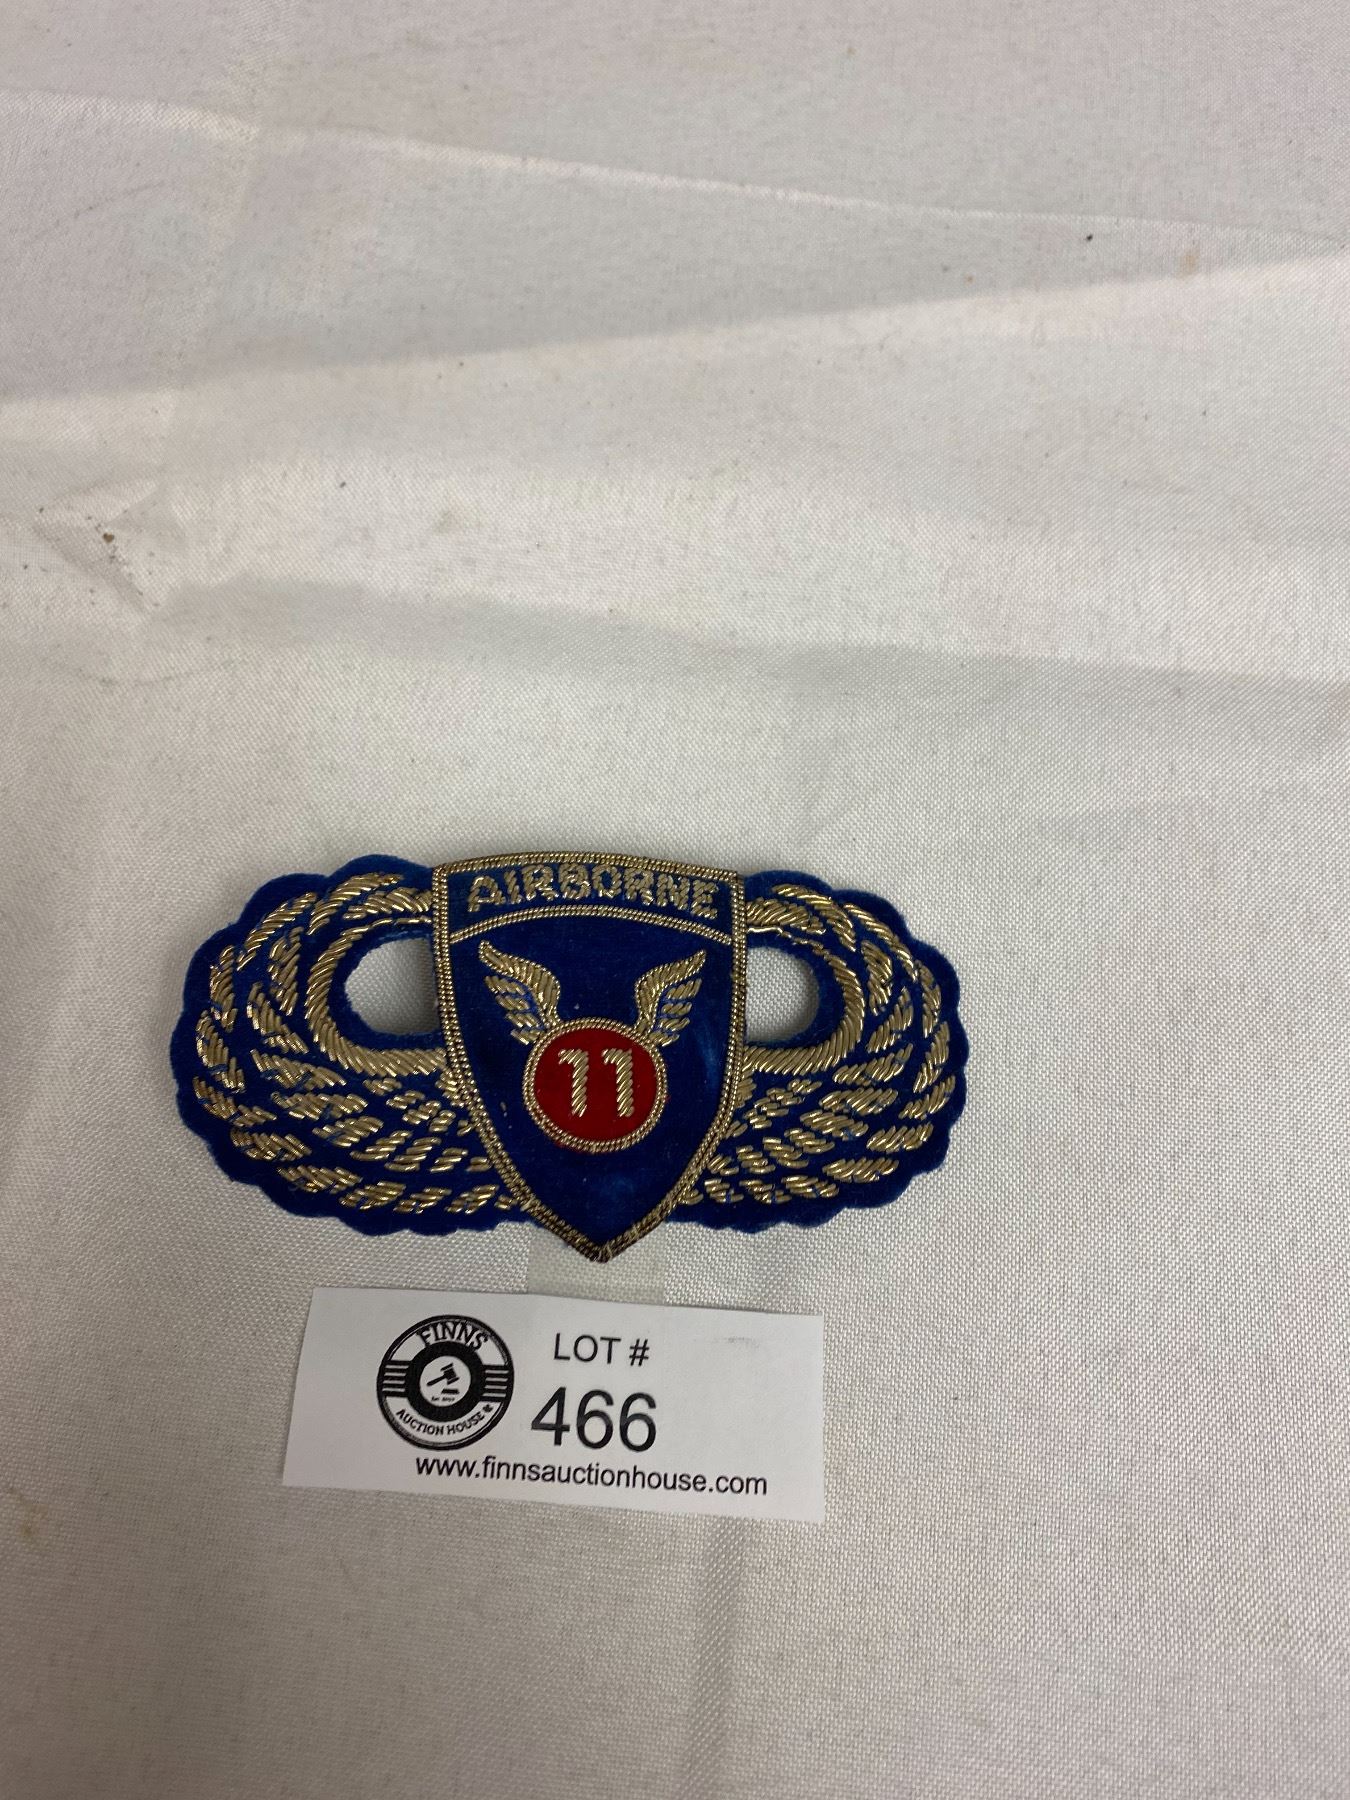 AIRBORNE
11
FINNS
AUCTION HOUSE
LOT #
466
www.finnsauctionhouse.com